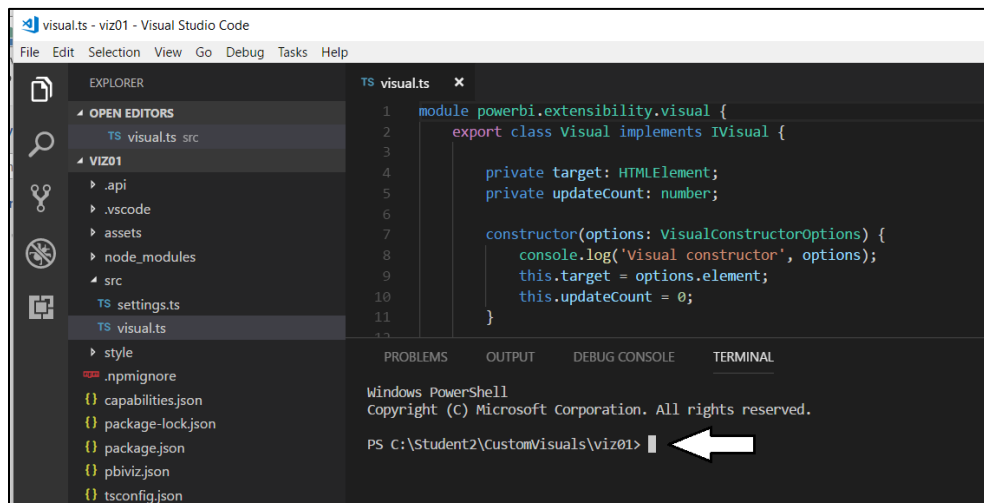 visual.ts - viz01 - Visual Studio Code
File Edit Selection View Go Debug Tasks Help
EXPLORER
OPEN EDITORS
TS visual.ts src
VIZ01
.api
.vscode
assets
node_modules
src
TS settings.ts
TS visual.ts
style
npm .npmignore
{} capabilities.json
{} package-lock.json
{} package.json
{} pbiviz.json
{} tsconfig.json
TS visual.ts ×
1 module powerbi.extensibility.visual {
2 export class Visual implements IVisual {
3
4 private target: HTMLElement;
5 private updateCount: number;
6
7 constructor(options: VisualConstructorOptions) {
8 console.log('Visual constructor', options);
9 this.target = options.element;
10 this.updateCount = 0;
11 }
12
PROBLEMS OUTPUT DEBUG CONSOLE TERMINAL
Windows PowerShell
Copyright (C) Microsoft Corporation. All rights reserved.
PS C:\Student2\CustomVisuals\viz01>